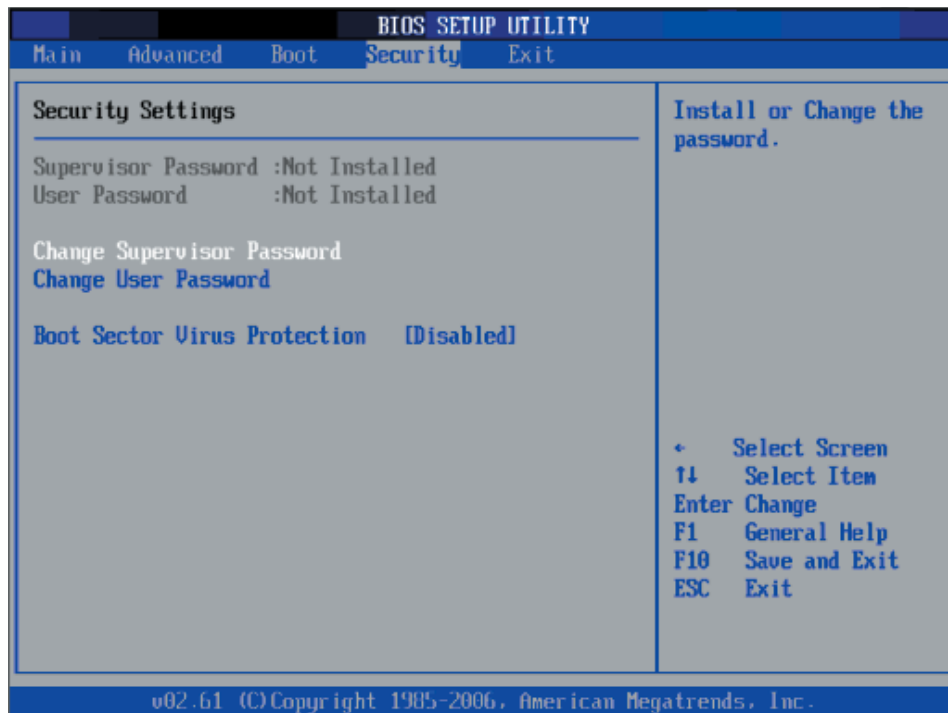 BIOS SETUP UTILITY
Main Advanced Boot Security Exit
Security Settings
Supervisor Password :Not Installed
User Password :Not Installed
Change Supervisor Password
Change User Password
Boot Sector Virus Protection [Disabled]
Install or Change the
password.
← Select Screen
↑↓ Select Item
Enter Change
F1 General Help
F10 Save and Exit
ESC Exit
v02.61 (C)Copyright 1985-2006, American Megatrends, Inc.